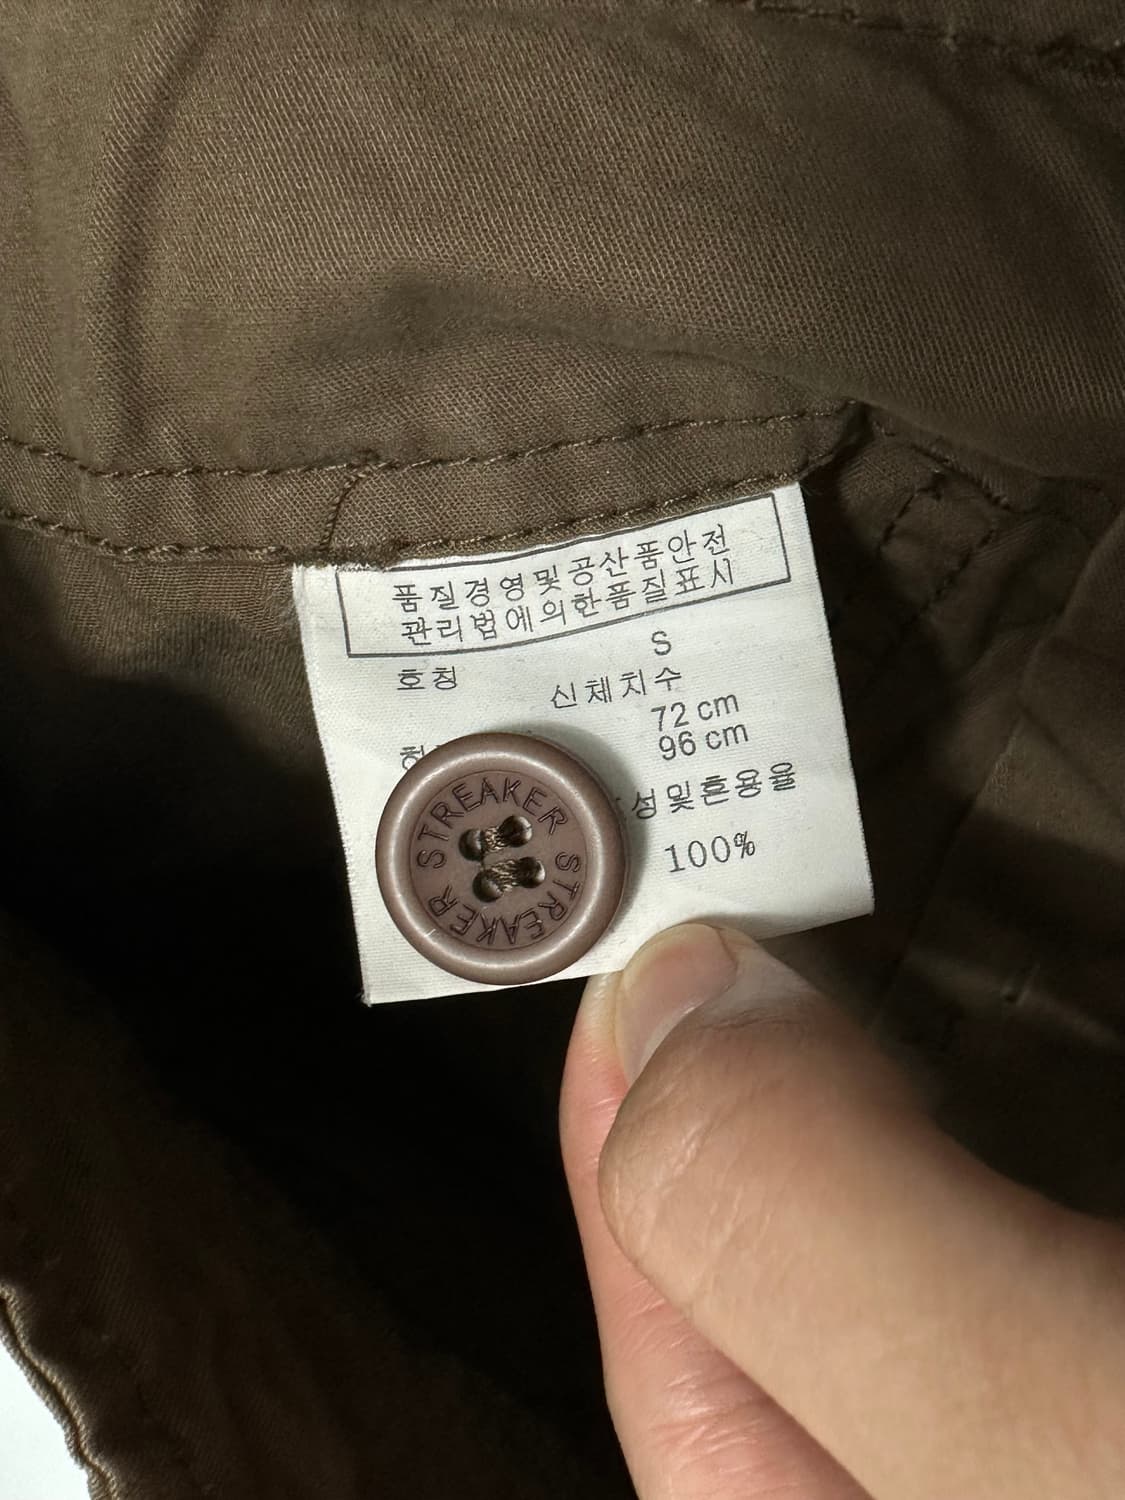 품질경영및공산품안전
관리법에의한품질표시
호칭 S
신체치수
72 cm
96 cm
성및혼용율
100%
STREAKER STREAKER